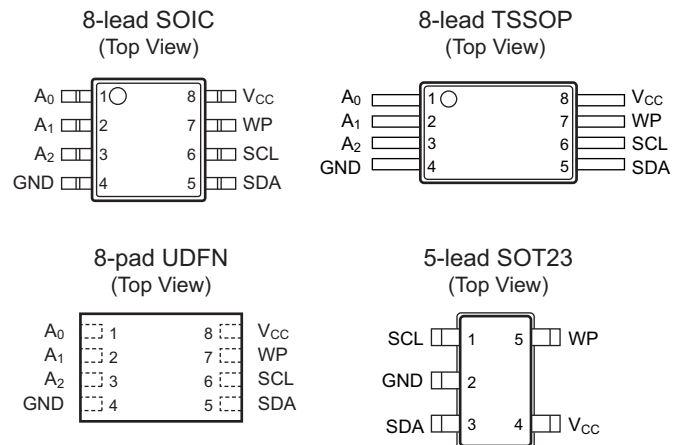 8-lead SOIC
(Top View)
A0 1 8 VCC
A1 2 7 WP
A2 3 6 SCL
GND 4 5 SDA
8-lead TSSOP
(Top View)
A0 1 8 VCC
A1 2 7 WP
A2 3 6 SCL
GND 4 5 SDA
8-pad UDFN
(Top View)
A0 1 8 VCC
A1 2 7 WP
A2 3 6 SCL
GND 4 5 SDA
5-lead SOT23
(Top View)
SCL 1 5 WP
GND 2
SDA 3 4 VCC